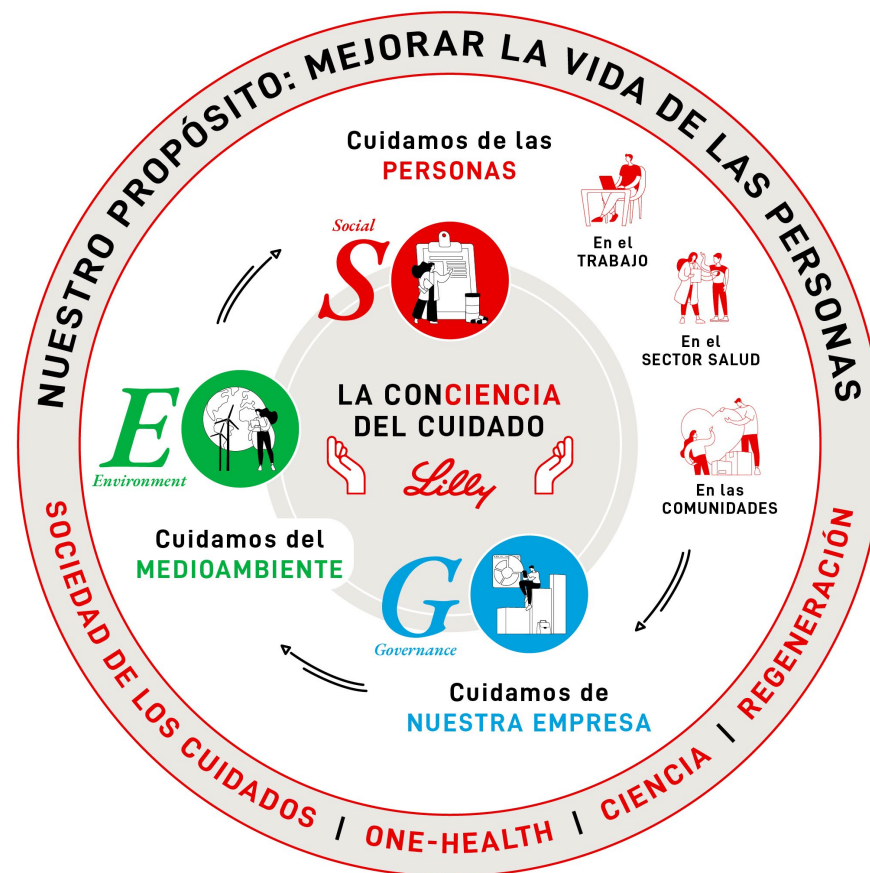 NUESTRO PROPÓSITO: MEJORAR LA VIDA DE LAS PERSONAS
Cuidamos de las
PERSONAS
Social
S
En el
TRABAJO
En el
SECTOR SALUD
En las
COMUNIDADES
E
Environment
Cuidamos del
MEDIOAMBIENTE
LA CONCIENCIA
DEL CUIDADO
Lilly
G
Governance
Cuidamos de
NUESTRA EMPRESA
SOCIEDAD DE LOS CUIDADOS | ONE-HEALTH | CIENCIA | REGENERACIÓN